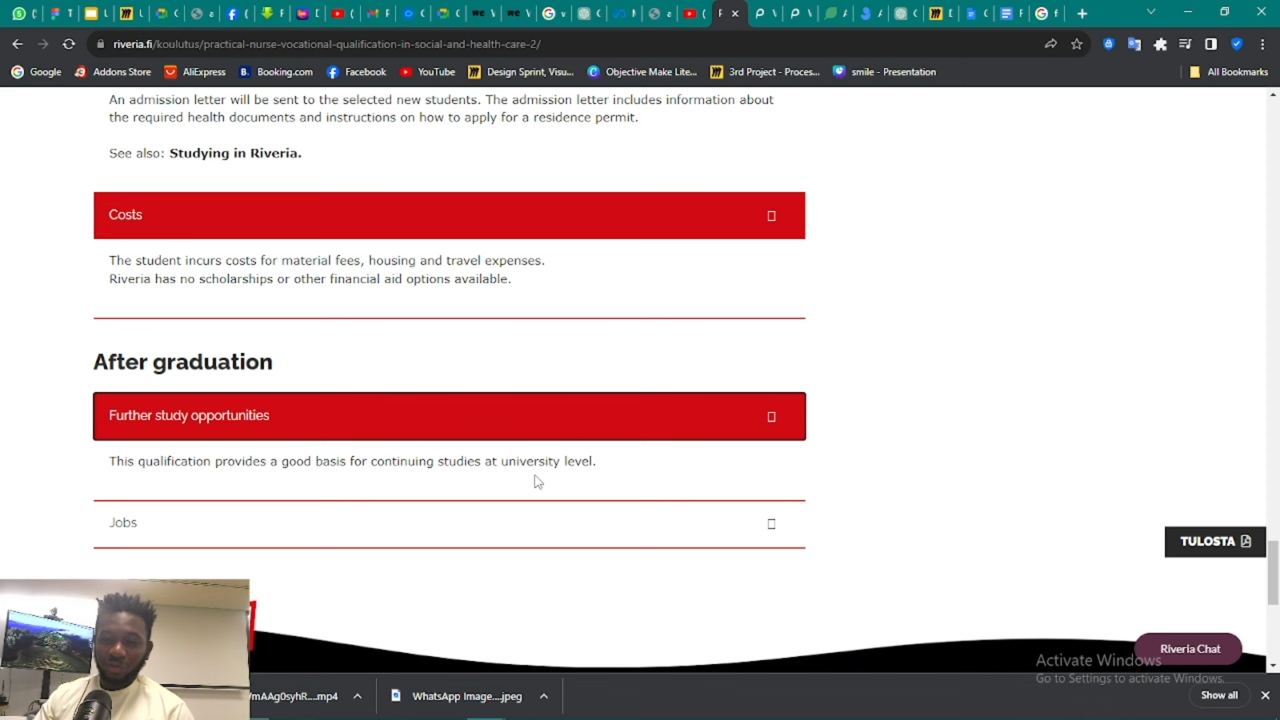 riveria.fi/koulutus/practical-nurse-vocational-qualification-in-social-and-health-care-2/
Google
Addons Store
AliExpress
Booking.com
Facebook
YouTube
Design Sprint, Visu...
Objective Make Lite...
3rd Project - Proces...
smile - Presentation
All Bookmarks
An admission letter will be sent to the selected new students. The admission letter includes information about
the required health documents and instructions on how to apply for a residence permit.
See also: Studying in Riveria.
Costs
The student incurs costs for material fees, housing and travel expenses.
Riveria has no scholarships or other financial aid options available.
After graduation
Further study opportunities
This qualification provides a good basis for continuing studies at university level.
Jobs
TULOSTA
Riveria Chat
Activate Windows
Go to Settings to activate Windows.
mAAg0syhR....mp4
WhatsApp Image....jpeg
Show all